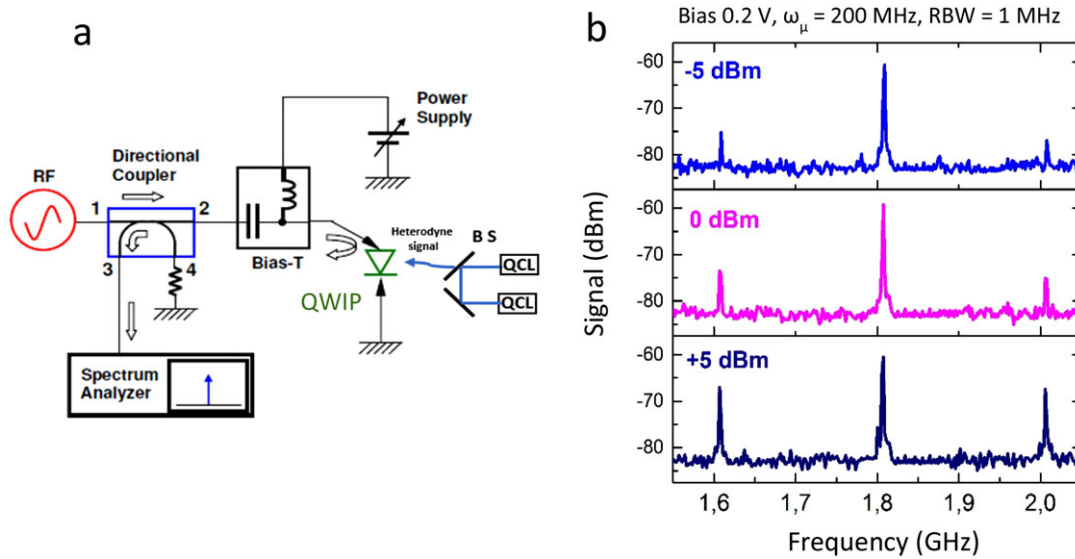 a
RF
Directional
Coupler
1
2
3
4
Bias-T
Power
Supply
Heterodyne
signal
B S
QCL
QCL
QWIP
Spectrum
Analyzer
b
Bias 0.2 V, ω_μ = 200 MHz, RBW = 1 MHz
Signal (dBm)
-5 dBm
-60
-70
-80
0 dBm
-60
-70
-80
+5 dBm
-60
-70
-80
1,6 1,7 1,8 1,9 2,0
Frequency (GHz)